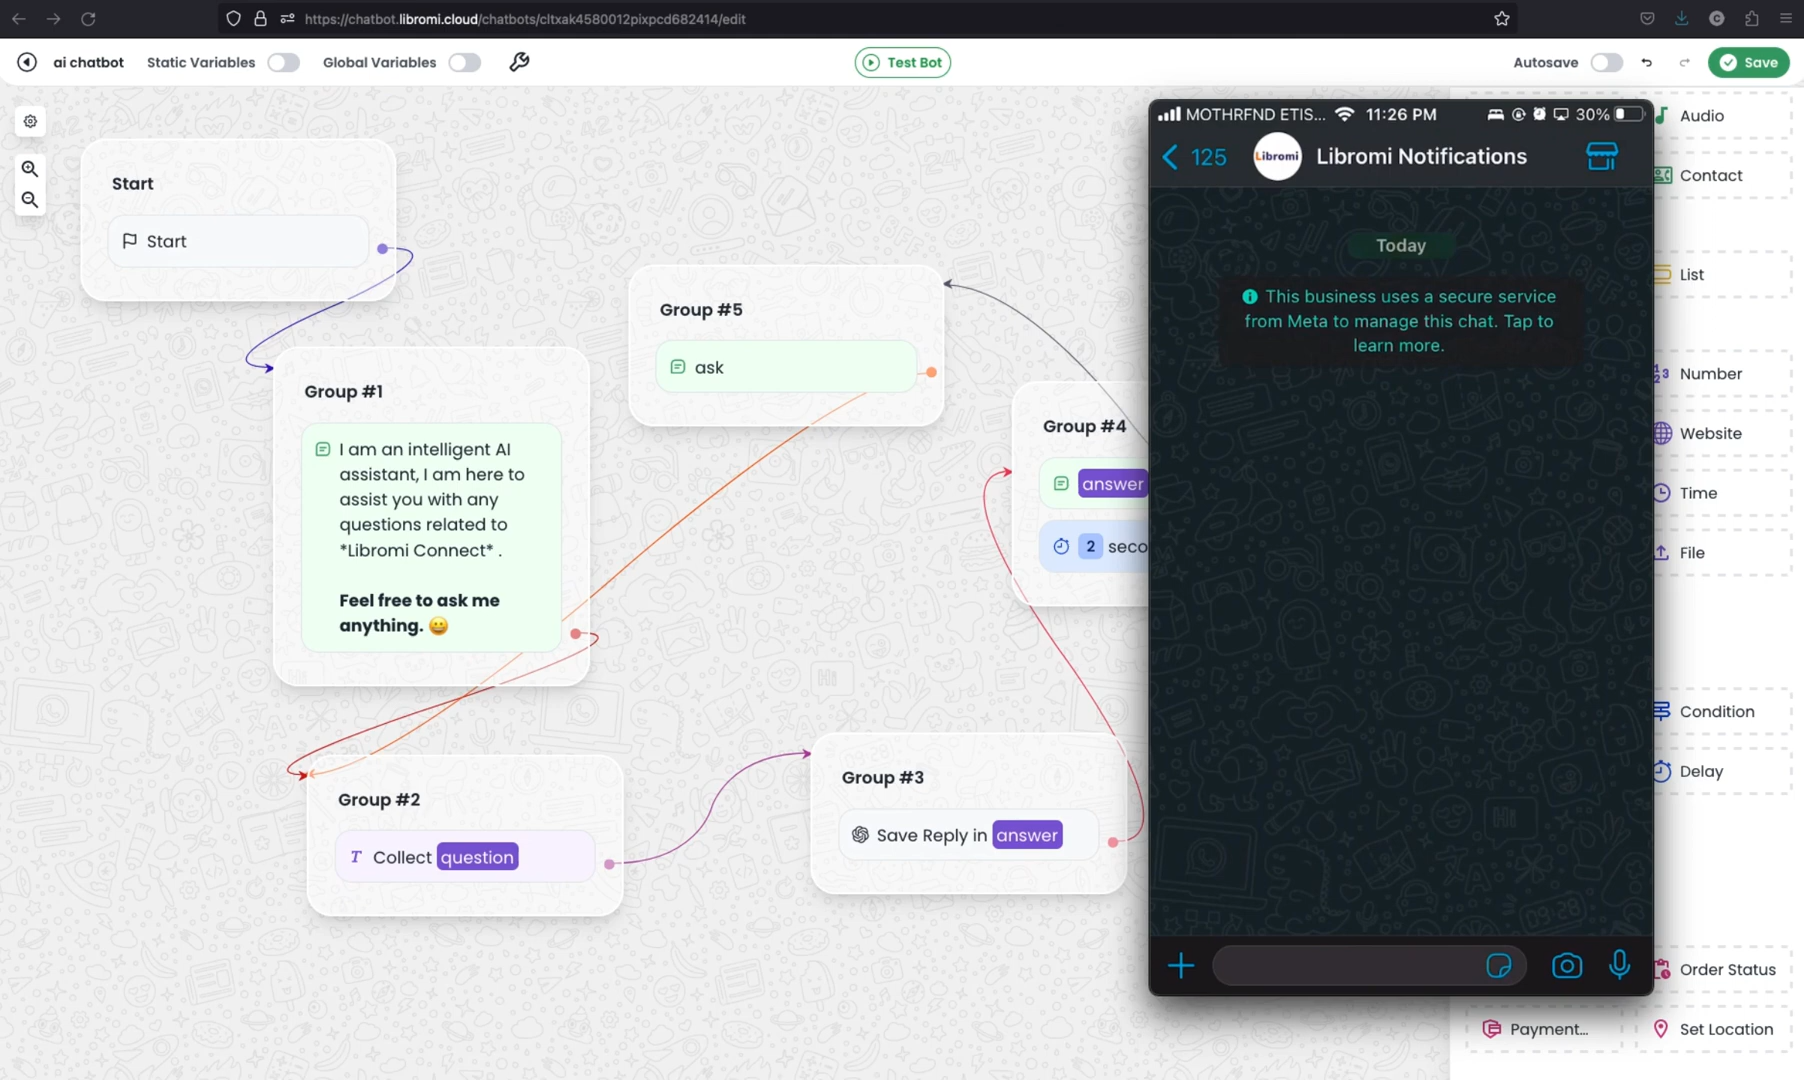 https://chatbot.libromi.cloud/chatbots/cltxak4580012pixpcd682414/edit
ai chatbot
Static Variables
Global Variables
Test Bot
Autosave
Save
Start
Start
Group #1
I am an intelligent AI
assistant, I am here to
assist you with any
questions related to
*Libromi Connect* .
Feel free to ask me
anything. 😀
Group #5
ask
Group #4
answer
2 seco
Group #2
Collect question
Group #3
Save Reply in answer
MOTHRFND ETIS... 11:26 PM 30%
125
Libromi
Libromi Notifications
Today
This business uses a secure service
from Meta to manage this chat. Tap to
learn more.
Audio
Contact
List
Number
Website
Time
File
Condition
Delay
Order Status
Payment...
Set Location